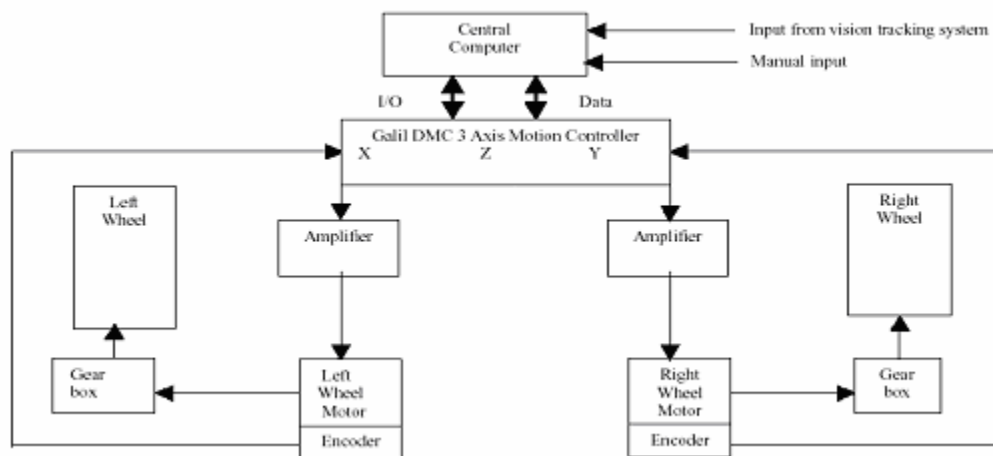 Central
Computer
Input from vision tracking system
Manual input
I/O
Data
Galil DMC 3 Axis Motion Controller
X Z Y
Left
Wheel
Right
Wheel
Amplifier
Amplifier
Gear
box
Left
Wheel
Motor
Encoder
Right
Wheel
Motor
Encoder
Gear
box